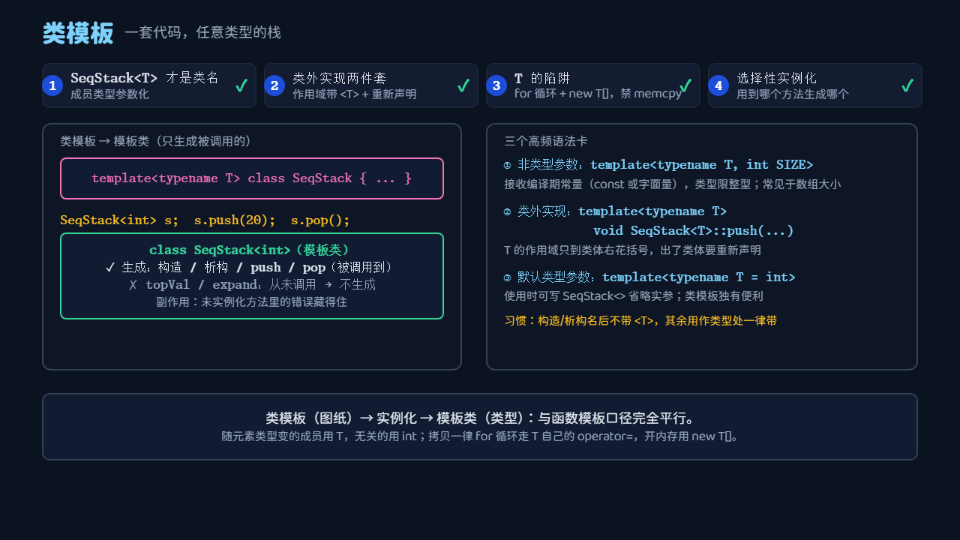 类模板 一套代码，任意类型的栈
1 SeqStack<T> 才是类名 ✓
成员类型参数化
2 类外实现两件套 ✓
作用域带 <T> + 重新声明
3 T 的陷阱 ✓
for 循环 + new T[]，禁 memcpy
4 选择性实例化 ✓
用到哪个方法生成哪个
类模板 → 模板类（只生成被调用的）
template<typename T> class SeqStack { ... }
SeqStack<int> s;  s.push(20);  s.pop();
class SeqStack<int>（模板类）
✓ 生成：构造 / 析构 / push / pop（被调用到）
✗ topVal / expand：从未调用 → 不生成
副作用：未实例化方法里的错误藏得住
三个高频语法卡
① 非类型参数：template<typename T, int SIZE>
接收编译期常量（const 或字面量），类型限整型；常见于数组大小
② 类外实现：template<typename T>
void SeqStack<T>::push(...)
T 的作用域只到类体右花括号，出了类体要重新声明
③ 默认类型参数：template<typename T = int>
使用时可写 SeqStack<> 省略实参；类模板独有便利
习惯：构造/析构名后不带 <T>，其余用作类型处一律带
类模板（图纸）→ 实例化 → 模板类（类型）：与函数模板口径完全平行。
随元素类型变的成员用 T，无关的用 int；拷贝一律 for 循环走 T 自己的 operator=，开内存用 new T[]。